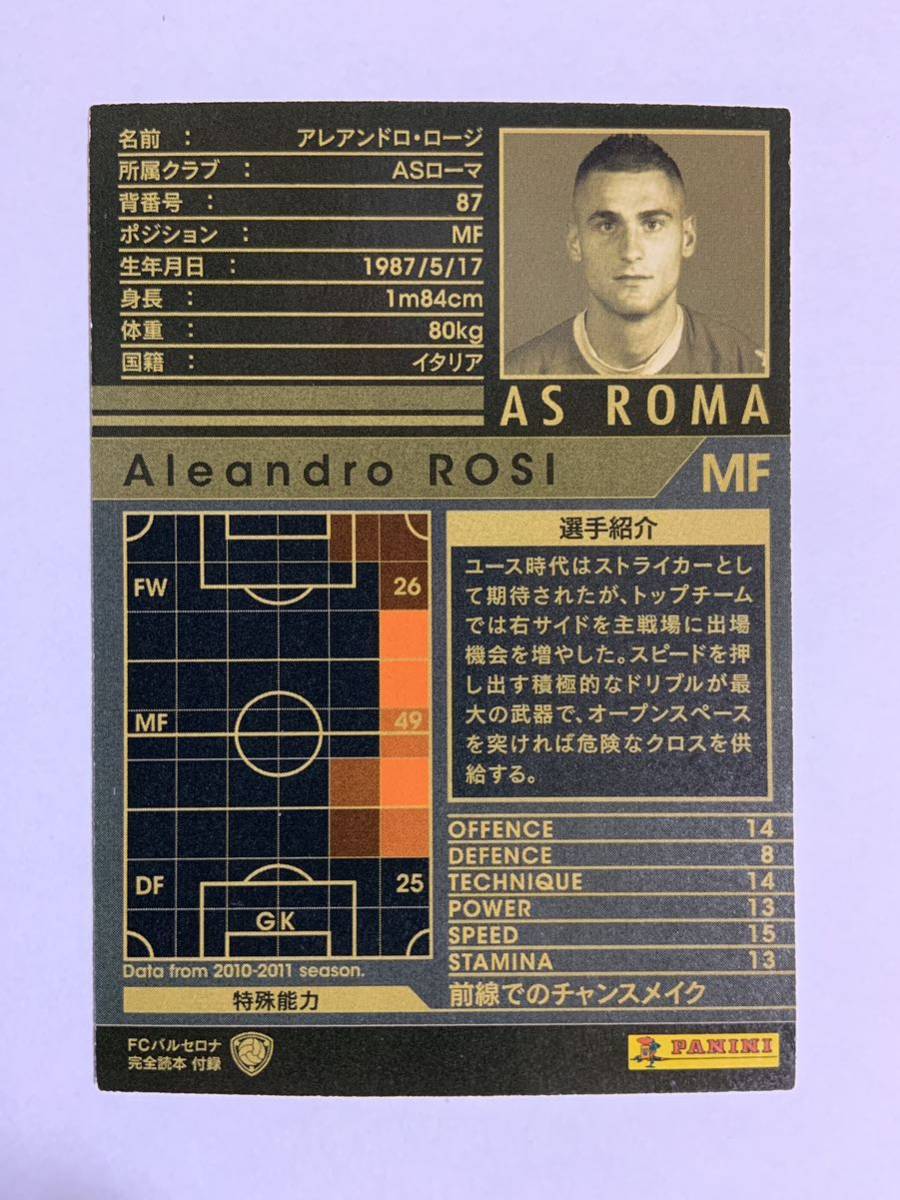 名前 : アレアンドロ・ロージ
所属クラブ : ASローマ
背番号 : 87
ポジション : MF
生年月日 : 1987/5/17
身長 : 1m84cm
体重 : 80kg
国籍 : イタリア
AS ROMA
Aleandro ROSI MF
FW 26
MF 49
DF 25
GK
Data from 2010-2011 season.
選手紹介
ユース時代はストライカーとし
て期待されたが、トップチーム
では右サイドを主戦場に出場
機会を増やした。スピードを押
し出す積極的なドリブルが最
大の武器で、オープンスペース
を突ければ危険なクロスを供
給する。
OFFENCE 14
DEFENCE 8
TECHNIQUE 14
POWER 13
SPEED 15
STAMINA 13
特殊能力 前線でのチャンスメイク
FCバルセロナ
完全読本 付録
PANINI